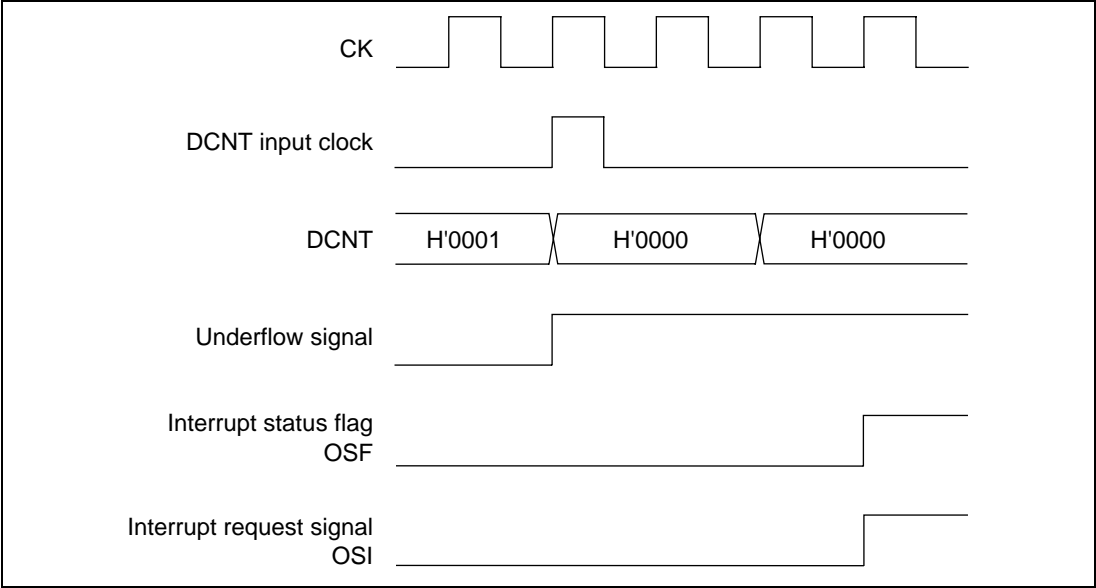 CK
DCNT input clock
DCNT
H'0001
H'0000
H'0000
Underflow signal
Interrupt status flag
OSF
Interrupt request signal
OSI